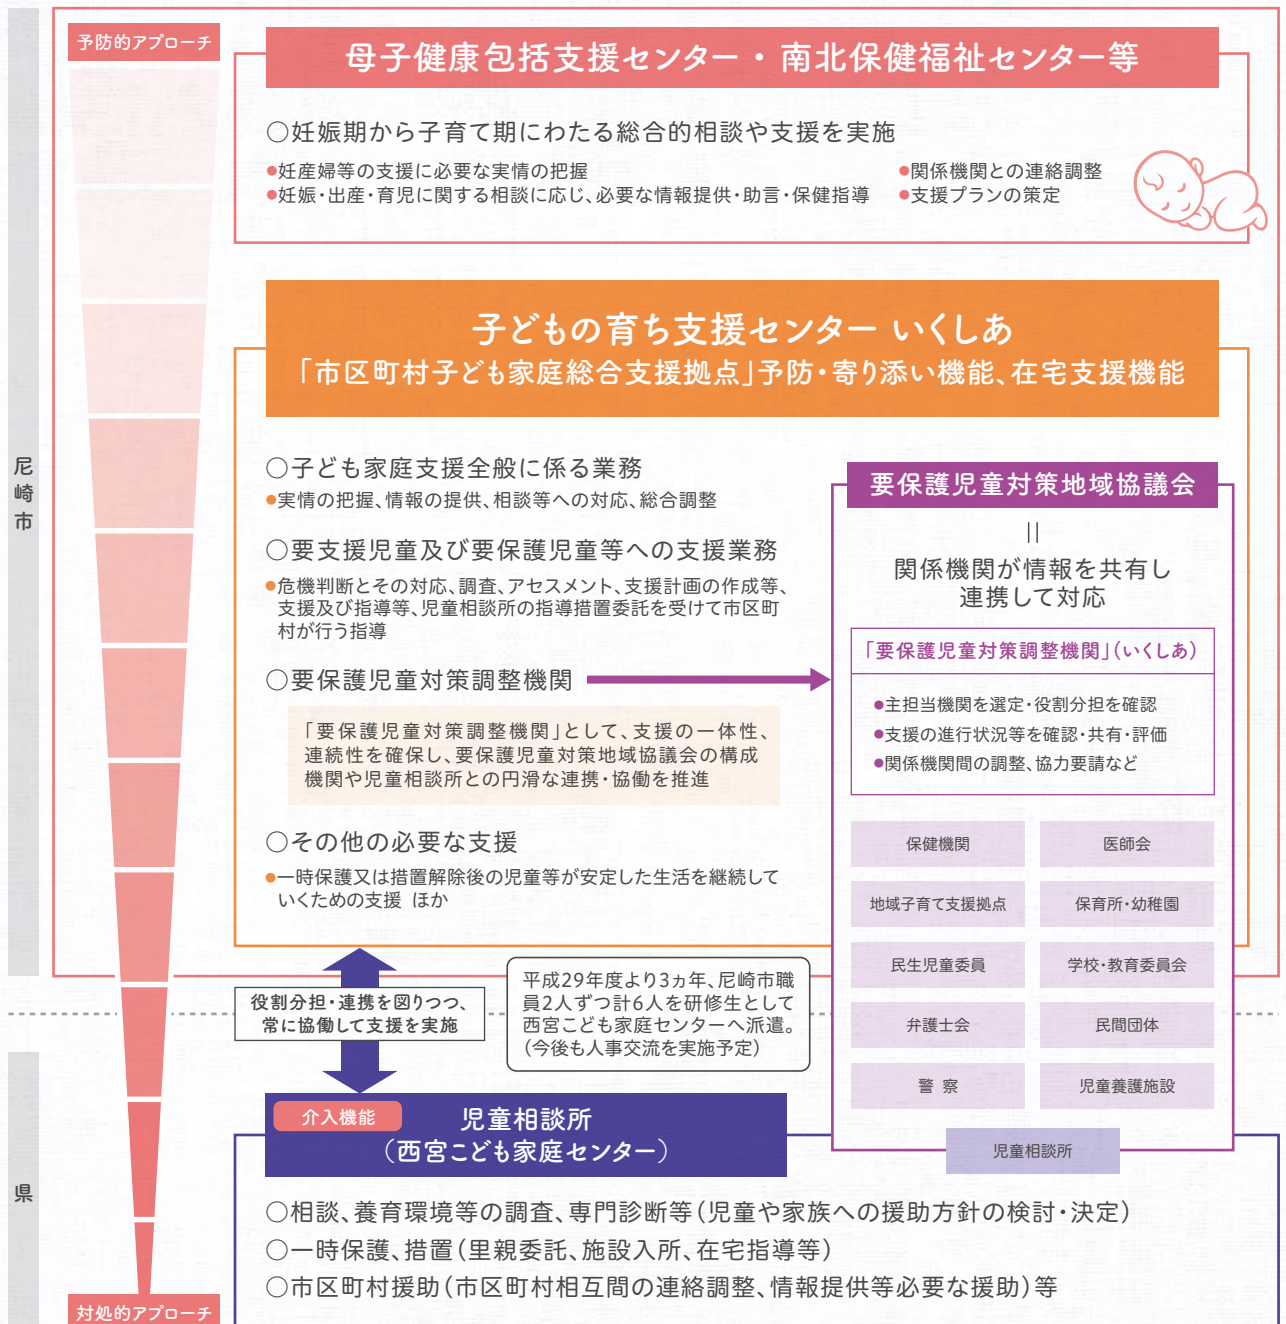 予防的アプローチ
母子健康包括支援センター・南北保健福祉センター等
○妊娠期から子育て期にわたる総合的相談や支援を実施
●妊産婦等の支援に必要な実情の把握
●妊娠・出産・育児に関する相談に応じ、必要な情報提供・助言・保健指導
●関係機関との連絡調整
●支援プランの策定
尼崎市
子どもの育ち支援センター いくしあ
「市区町村子ども家庭総合支援拠点」予防・寄り添い機能、在宅支援機能
○子ども家庭支援全般に係る業務
●実情の把握、情報の提供、相談等への対応、総合調整
○要支援児童及び要保護児童等への支援業務
●危機判断とその対応、調査、アセスメント、支援計画の作成等、
支援及び指導等、児童相談所の指導措置委託を受けて市区町
村が行う指導
○要保護児童対策調整機関
「要保護児童対策調整機関」として、支援の一体性、
連続性を確保し、要保護児童対策地域協議会の構成
機関や児童相談所との円滑な連携・協働を推進
○その他の必要な支援
●一時保護又は措置解除後の児童等が安定した生活を継続して
いくための支援 ほか
要保護児童対策地域協議会
||
関係機関が情報を共有し
連携して対応
「要保護児童対策調整機関」(いくしあ)
●主担当機関を選定・役割分担を確認
●支援の進行状況等を確認・共有・評価
●関係機関間の調整、協力要請など
保健機関
医師会
地域子育て支援拠点
保育所・幼稚園
民生児童委員
学校・教育委員会
弁護士会
民間団体
警察
児童養護施設
児童相談所
役割分担・連携を図りつつ、
常に協働して支援を実施
平成29年度より3ヵ年、尼崎市職
員2人ずつ計6人を研修生として
西宮こども家庭センターへ派遣。
(今後も人事交流を実施予定)
県
介入機能
児童相談所
(西宮こども家庭センター)
○相談、養育環境等の調査、専門診断等(児童や家族への援助方針の検討・決定)
○一時保護、措置(里親委託、施設入所、在宅指導等)
○市区町村援助(市区町村相互間の連絡調整、情報提供等必要な援助)等
対処的アプローチ